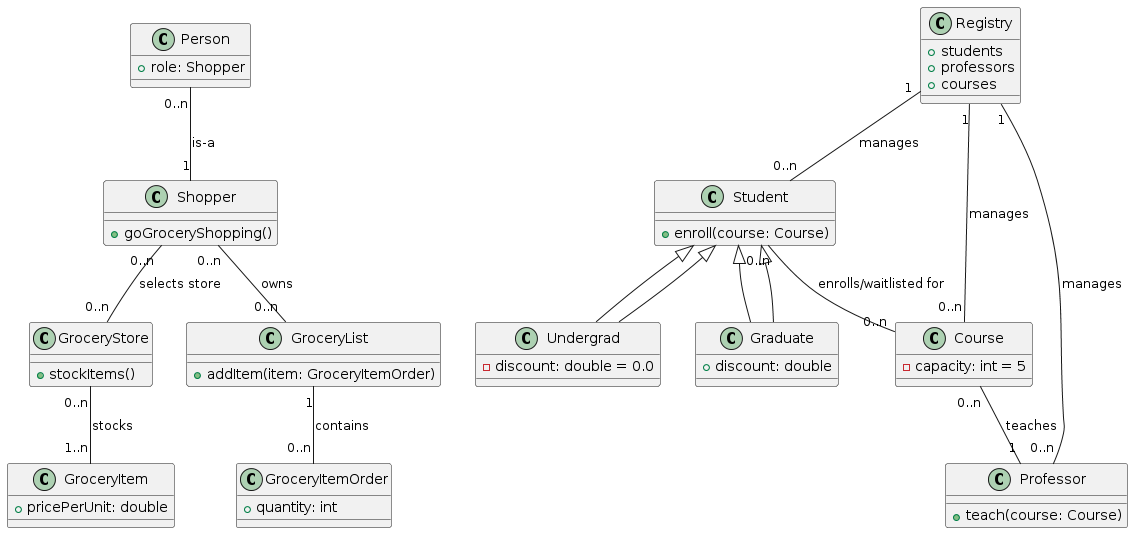 C Registry
students
professors
courses
C Person
role: Shopper
1
1
1
0..n
is-a
manages
1
0..n
C Shopper
goGroceryShopping()
C Student
enroll(course: Course)
manages
0..n
0..n
0..n
selects store
owns
enrolls/waitlisted for
manages
0..n
0..n
0..n
0..n
C GroceryStore
stockItems()
C GroceryList
addItem(item: GroceryItemOrder)
C Undergrad
discount: double = 0.0
C Graduate
discount: double
C Course
capacity: int = 5
0..n
1
0..n
stocks
contains
teaches
1..n
0..n
1
0..n
C GroceryItem
pricePerUnit: double
C GroceryItemOrder
quantity: int
C Professor
teach(course: Course)